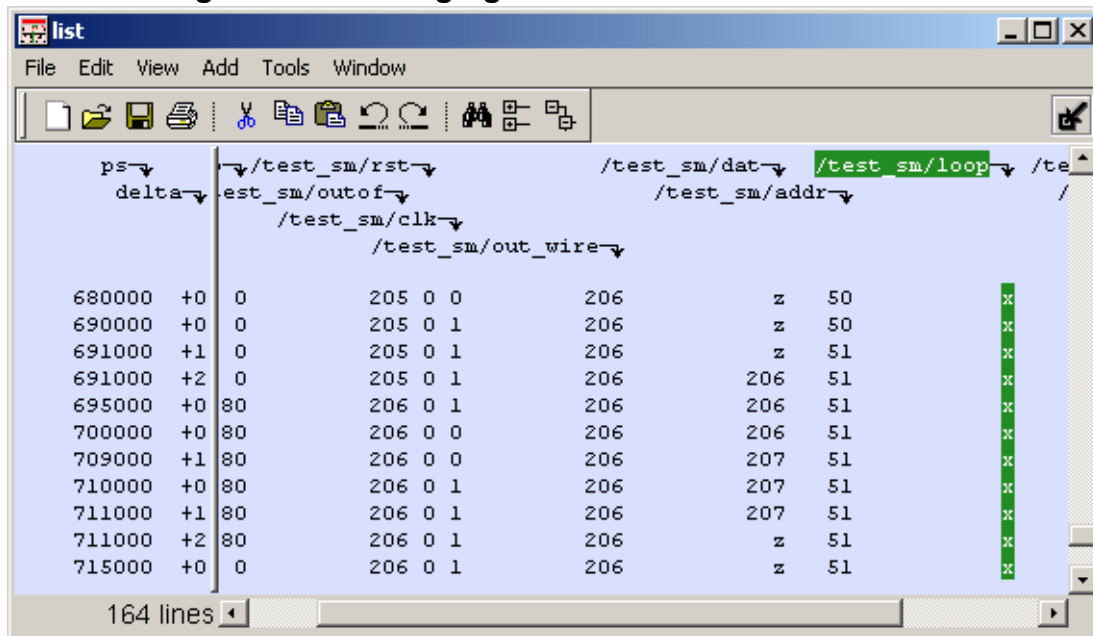 list
File Edit View Add Tools Window
ps /test_sm/rst /test_sm/dat /test_sm/loop /te
delta est_sm/outof /test_sm/addr /
/test_sm/clk
/test_sm/out_wire
680000 +0 0 205 0 0 206 z 50 x
690000 +0 0 205 0 1 206 z 50 x
691000 +1 0 205 0 1 206 z 51 x
691000 +2 0 205 0 1 206 206 51 x
695000 +0 80 206 0 1 206 206 51 x
700000 +0 80 206 0 0 206 206 51 x
709000 +1 80 206 0 0 206 207 51 x
710000 +0 80 206 0 1 206 207 51 x
711000 +1 80 206 0 1 206 207 51 x
711000 +2 80 206 0 1 206 z 51 x
715000 +0 0 206 0 1 206 z 51 x
164 lines